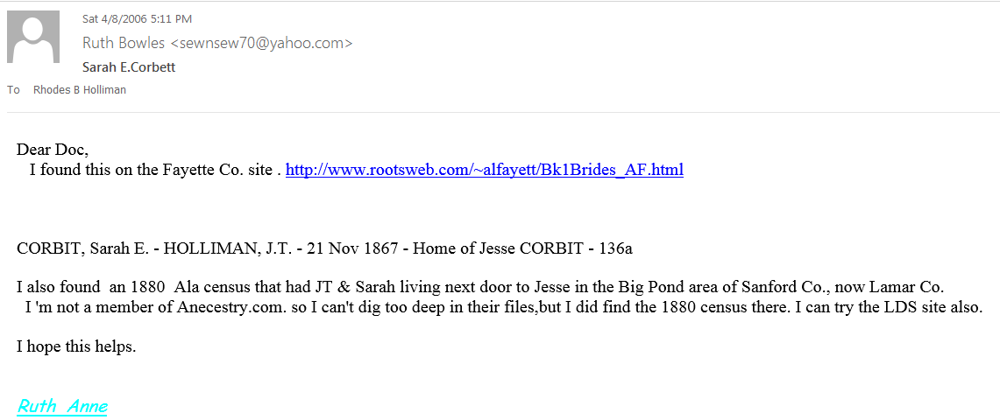 Sat 4/8/2006 5:11 PM
Ruth Bowles <sewnsew70@yahoo.com>
Sarah E.Corbett
To Rhodes B Holliman
Dear Doc,
I found this on the Fayette Co. site . http://www.rootsweb.com/~alfayett/Bk1Brides_AF.html
CORBIT, Sarah E. - HOLLIMAN, J.T. - 21 Nov 1867 - Home of Jesse CORBIT - 136a
I also found  an 1880  Ala census that had JT & Sarah living next door to Jesse in the Big Pond area of Sanford Co., now Lamar Co.
I 'm not a member of Anecestry.com. so I can't dig too deep in their files,but I did find the 1880 census there. I can try the LDS site also.
I hope this helps.
Ruth  Anne